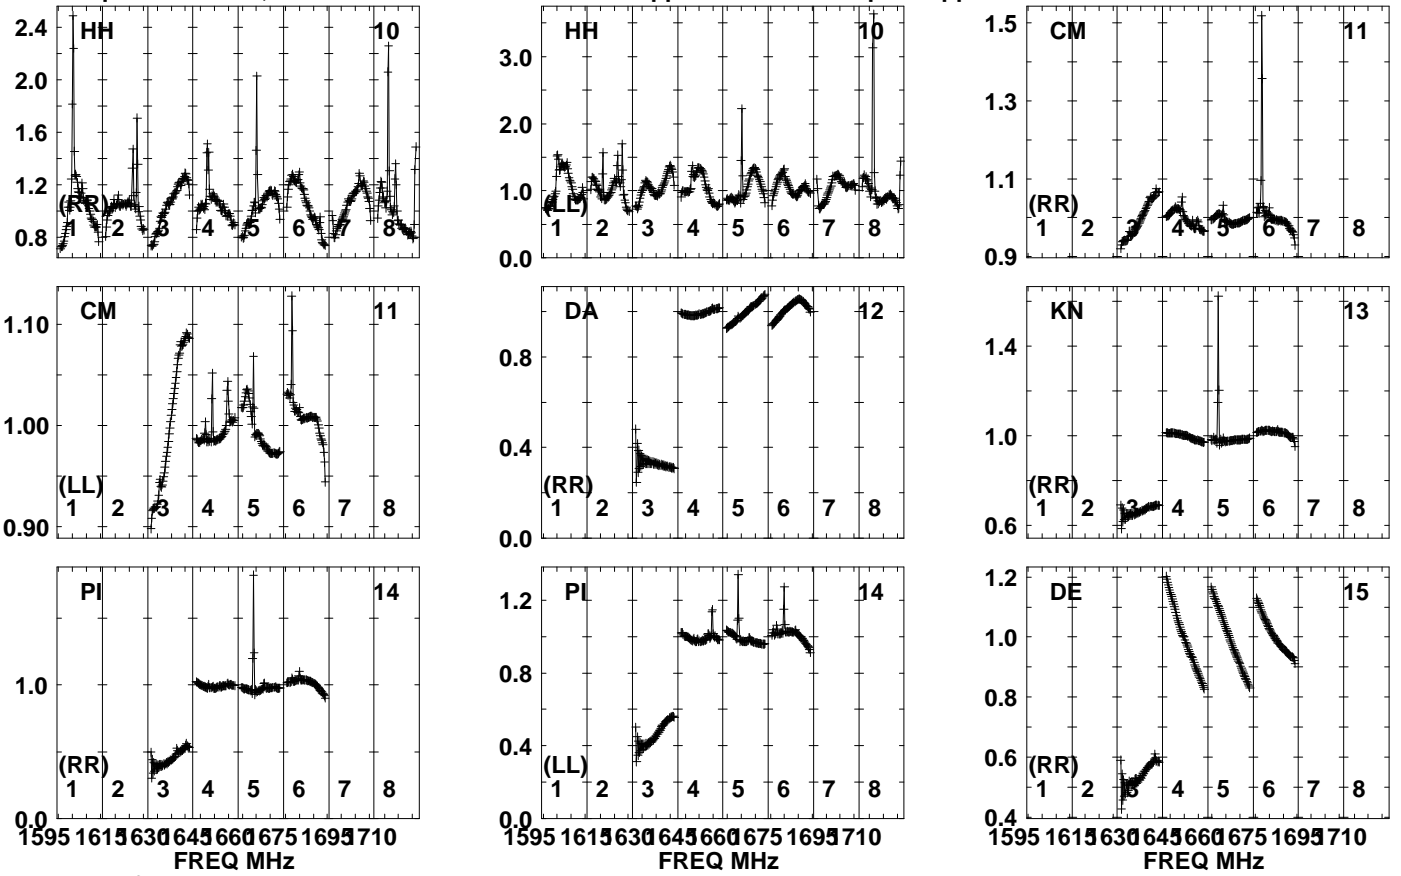 HH 10
2.4
2.0
1.6
1.2
0.8
(RR)
1 2 3 4 5 6 7 8
HH 10
3.0
2.0
1.0
0.0
(LL)
1 2 3 4 5 6 7 8
CM 11
1.5
1.3
1.1
0.9
(RR)
1 2 3 4 5 6 7 8
CM 11
1.10
1.00
0.90
(LL)
1 2 3 4 5 6 7 8
DA 12
0.8
0.4
0.0
(RR)
1 2 3 4 5 6 7 8
KN 13
1.4
1.0
0.6
(RR)
1 2 3 4 5 6 7 8
PI 14
1.0
0.0
(RR)
1 2 3 4 5 6 7 8
1595 1615 1630 1645 1660 1675 1695 1710
FREQ MHz
PI 14
1.2
0.8
0.4
0.0
(LL)
1 2 3 4 5 6 7 8
1595 1615 1630 1645 1660 1675 1695 1710
FREQ MHz
DE 15
1.2
1.0
0.8
0.6
0.4
(RR)
1 2 3 4 5 6 7 8
1595 1615 1630 1645 1660 1675 1695 1710
FREQ MHz